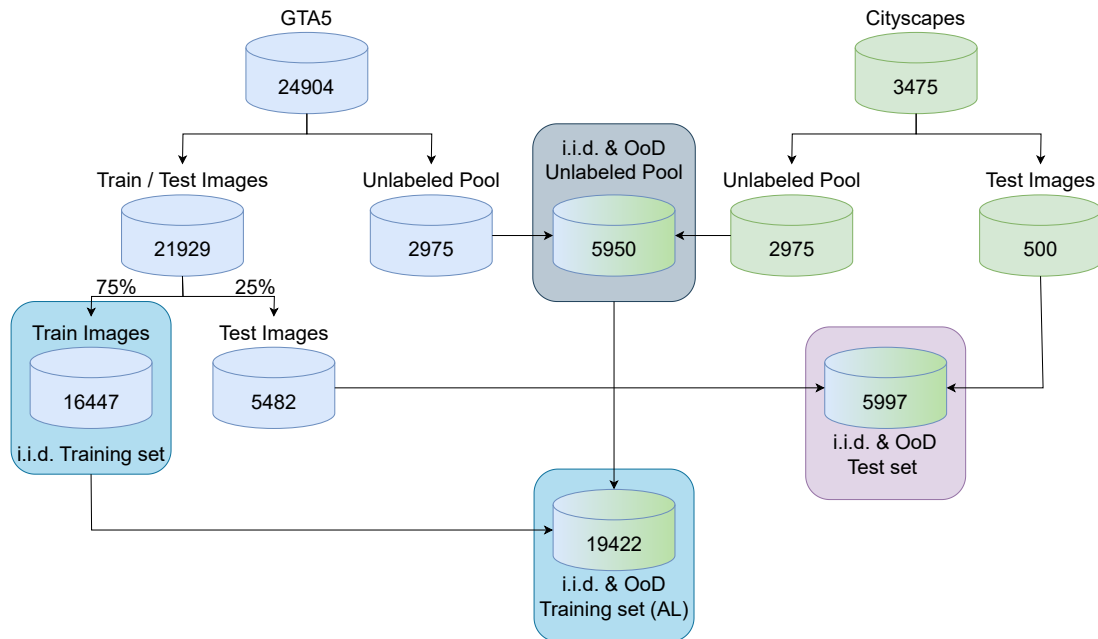 GTA5
Cityscapes
24904
3475
i.i.d. & OoD
Unlabeled Pool
Train / Test Images
Unlabeled Pool
Unlabeled Pool
Test Images
21929
2975
5950
2975
500
75%
25%
Train Images
Test Images
16447
5482
5997
i.i.d. Training set
i.i.d. & OoD
Test set
19422
i.i.d. & OoD
Training set (AL)